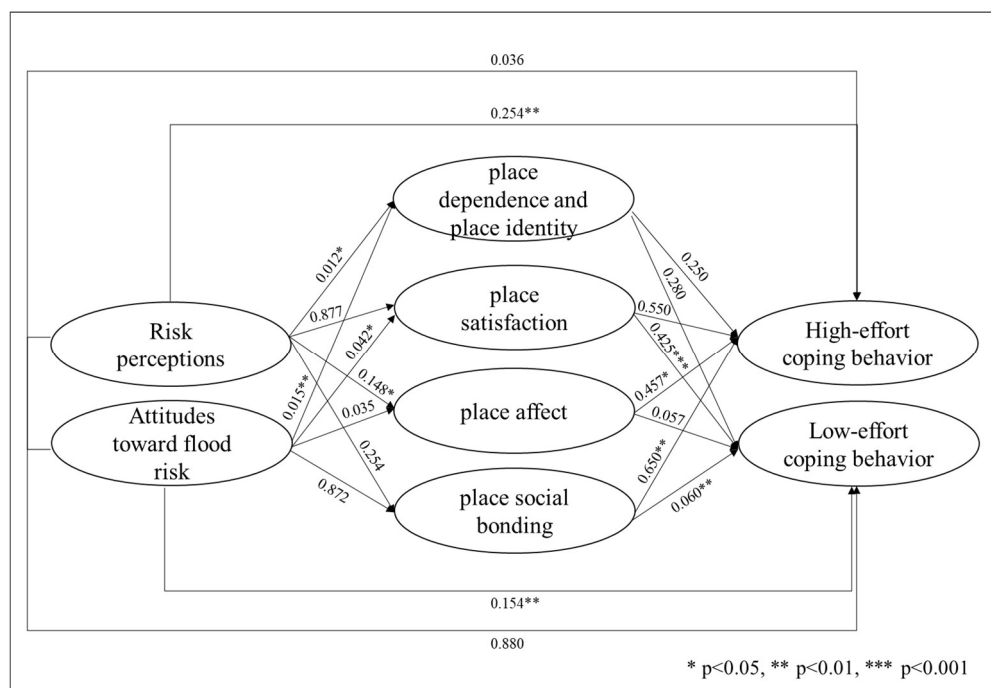 0.036
0.254**
place
dependence and
place identity
0.012*
0.250
0.280
Risk
perceptions
0.877
place
satisfaction
0.550
High-effort
coping behavior
0.042*
0.425***
0.015**
0.148*
0.035
place affect
0.457*
0.057
Attitudes
toward flood
risk
Low-effort
coping behavior
0.254
0.872
place social
bonding
0.650**
0.060**
0.154**
0.880
* p<0.05, ** p<0.01, *** p<0.001